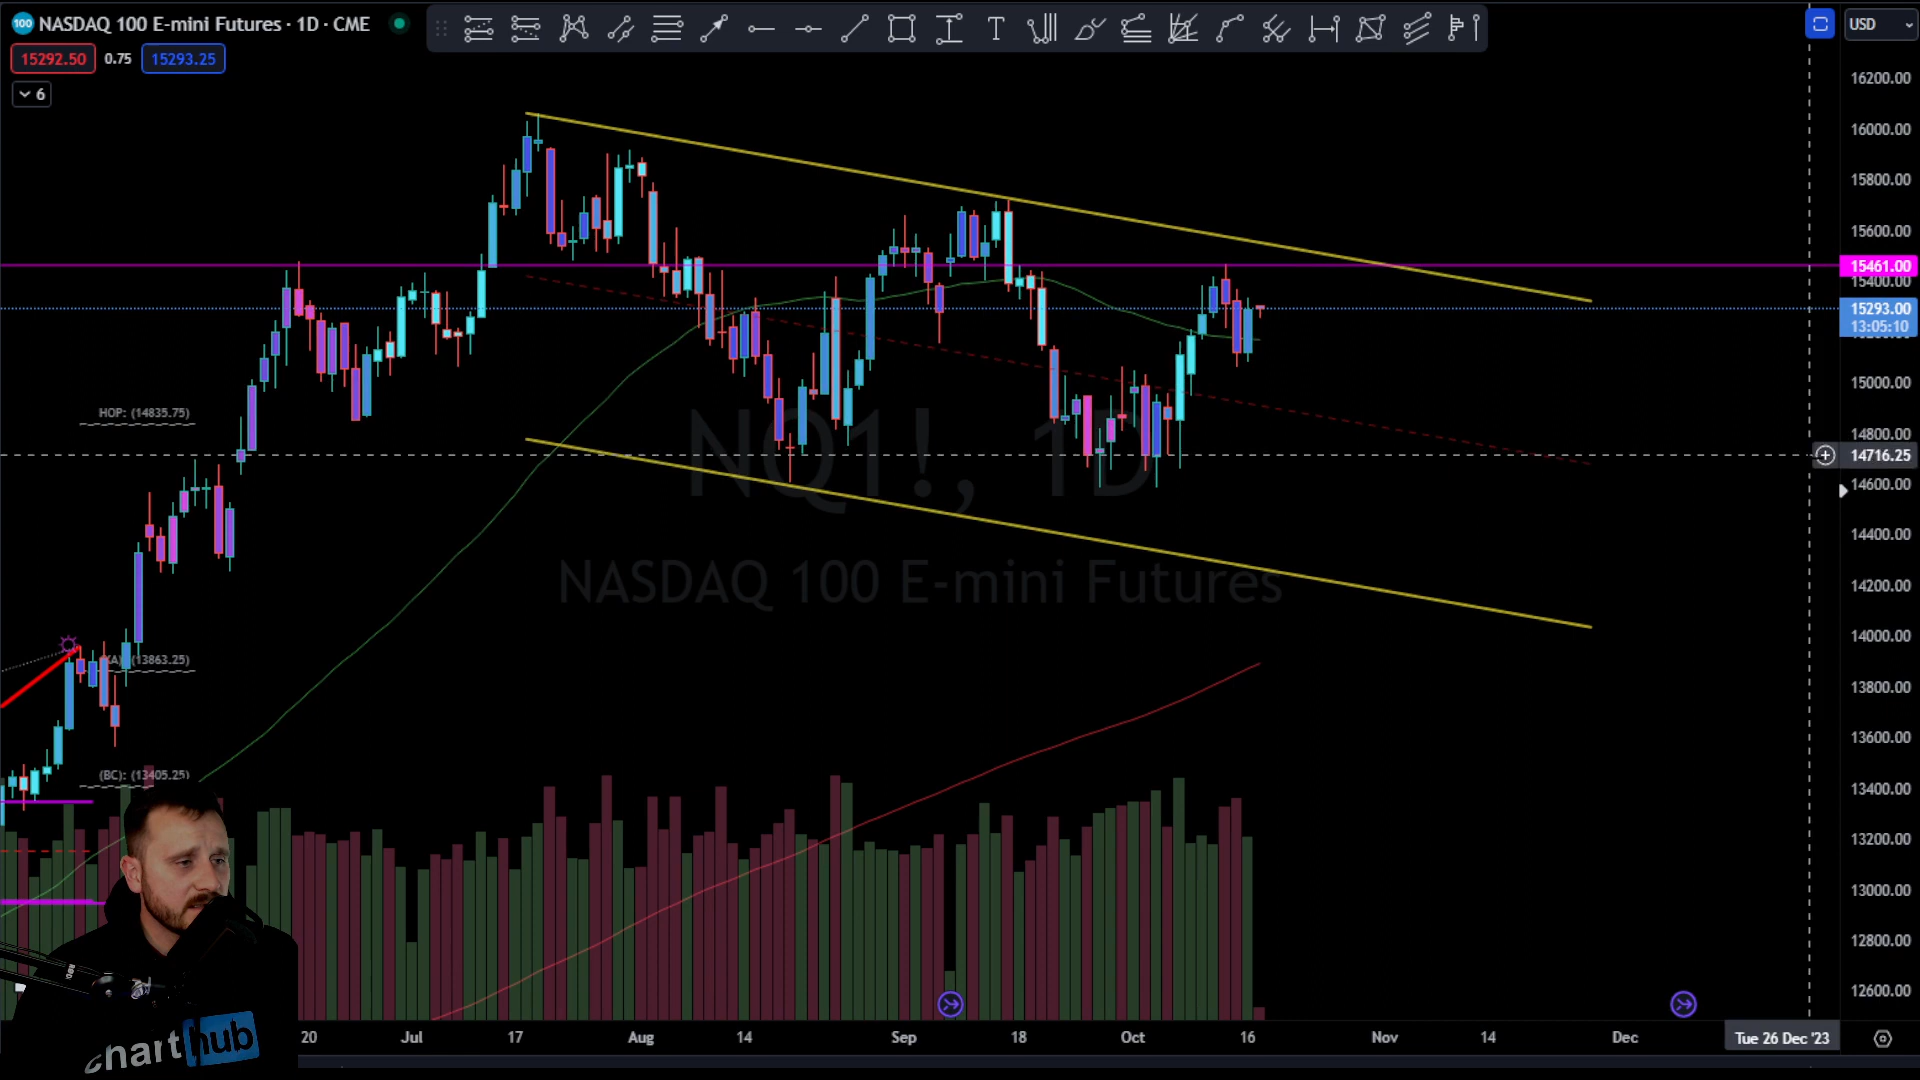 NASDAQ 100 E-mini Futures · 1D · CME
USD
15292.50 0.75 15293.25
6
16200.00
16000.00
15800.00
15600.00
15461.00
15400.00
15293.00
13:05:10
15000.00
14800.00
14716.25
14600.00
14400.00
14200.00
14000.00
13800.00
13600.00
13400.00
13200.00
13000.00
12800.00
12600.00
HOP: (14835.75)
(13863.25)
(BC): (13405.25)
NQ1!, 1D
NASDAQ 100 E-mini Futures
20 Jul 17 Aug 14 Sep 18 Oct 16 Nov 14 Dec Tue 26 Dec '23
charthub